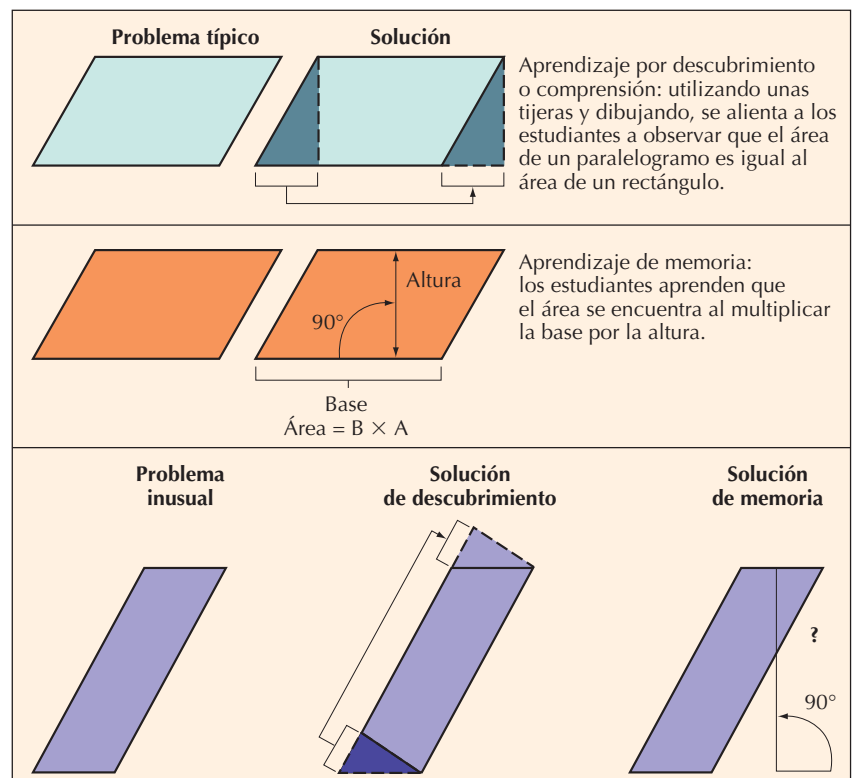 Problema típico
Solución
Aprendizaje por descubrimiento
o comprensión: utilizando unas
tijeras y dibujando, se alienta a los
estudiantes a observar que el área
de un paralelogramo es igual al
área de un rectángulo.
Altura
90°
Base
Área = B × A
Aprendizaje de memoria:
los estudiantes aprenden que
el área se encuentra al multiplicar
la base por la altura.
Problema
inusual
Solución
de descubrimiento
Solución
de memoria
?
90°